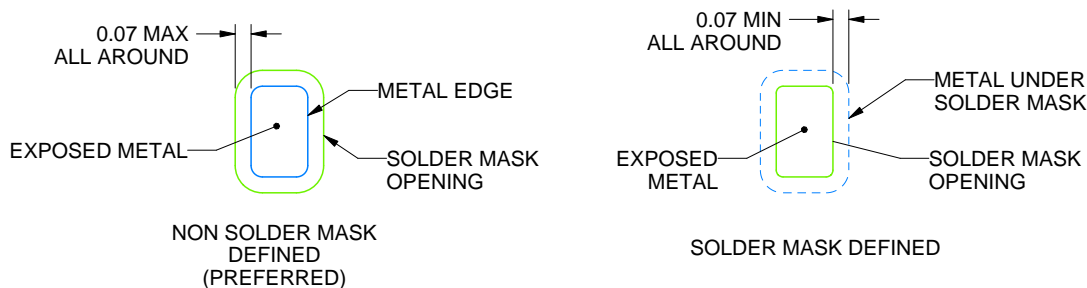 0.07 MAX
ALL AROUND
METAL EDGE
EXPOSED METAL
SOLDER MASK
OPENING
NON SOLDER MASK
DEFINED
(PREFERRED)
0.07 MIN
ALL AROUND
METAL UNDER
SOLDER MASK
EXPOSED
METAL
SOLDER MASK
OPENING
SOLDER MASK DEFINED